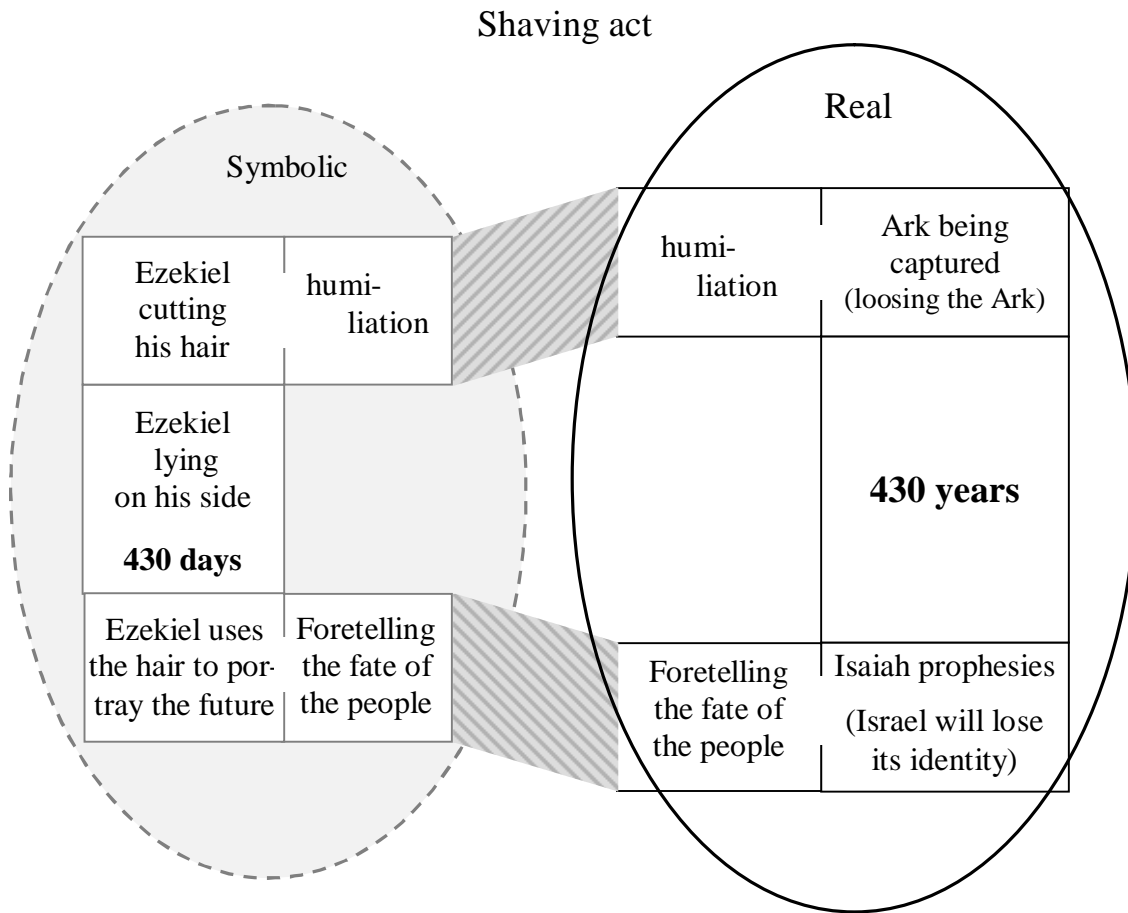 Shaving act
Symbolic
Ezekiel
cutting
his hair
humi-
liation
Ezekiel
lying
on his side
430 days
Ezekiel uses
the hair to por-
tray the future
Foretelling
the fate of
the people
Real
humi-
liation
Ark being
captured
(loosing the Ark)
430 years
Foretelling
the fate of
the people
Isaiah prophesies
(Israel will lose
its identity)